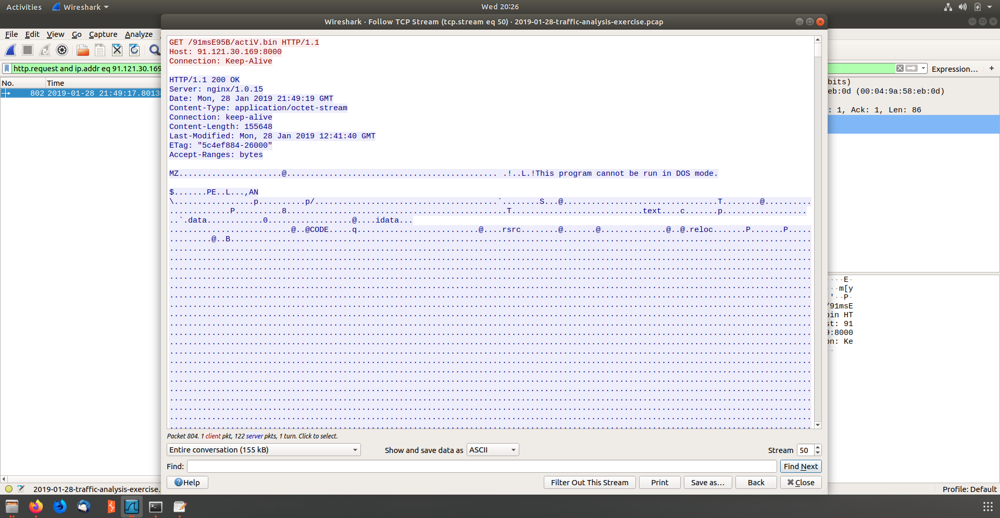 Activities Wireshark Wed 20:26
Wireshark · Follow TCP Stream (tcp.stream eq 50) · 2019-01-28-traffic-analysis-exercise.pcap
File Edit View Go Capture Analyze
http.request and ip.addr eq 91.121.30.169 Expression… +
No. Time
802 2019-01-28 21:49:17.8013
GET /91msE95B/actiV.bin HTTP/1.1
Host: 91.121.30.169:8000
Connection: Keep-Alive
HTTP/1.1 200 OK
Server: nginx/1.0.15
Date: Mon, 28 Jan 2019 21:49:19 GMT
Content-Type: application/octet-stream
Connection: keep-alive
Content-Length: 155648
Last-Modified: Mon, 28 Jan 2019 12:41:40 GMT
ETag: "5c4ef884-26000"
Accept-Ranges: bytes
MZ......................@............................................. .!..L.!This program cannot be run in DOS mode.
$.......PE..L...,AN
\.................p..........p/.......................................`........S...@.................................T........@..........
.............P..........8...............................................T............................text....c.......p..................
..`.data............0..................@....idata...
..........................@..@CODE.....q..........................@....rsrc........@.......@..............@..@.reloc.......P.......P.....
.........@..B
bits)
eb:0d (00:04:9a:58:eb:0d)
: 1, Ack: 1, Len: 86
····E·
··m[y
'··P·
/91msE
bin HT
st: 91
9:8000
on: Ke
··
Packet 804. 1 client pkt, 122 server pkts, 1 turn. Click to select.
Entire conversation (155 kB) Show and save data as ASCII Stream 50
Find: Find Next
Help Filter Out This Stream Print Save as… Back Close
2019-01-28-traffic-analysis-exercise. Profile: Default